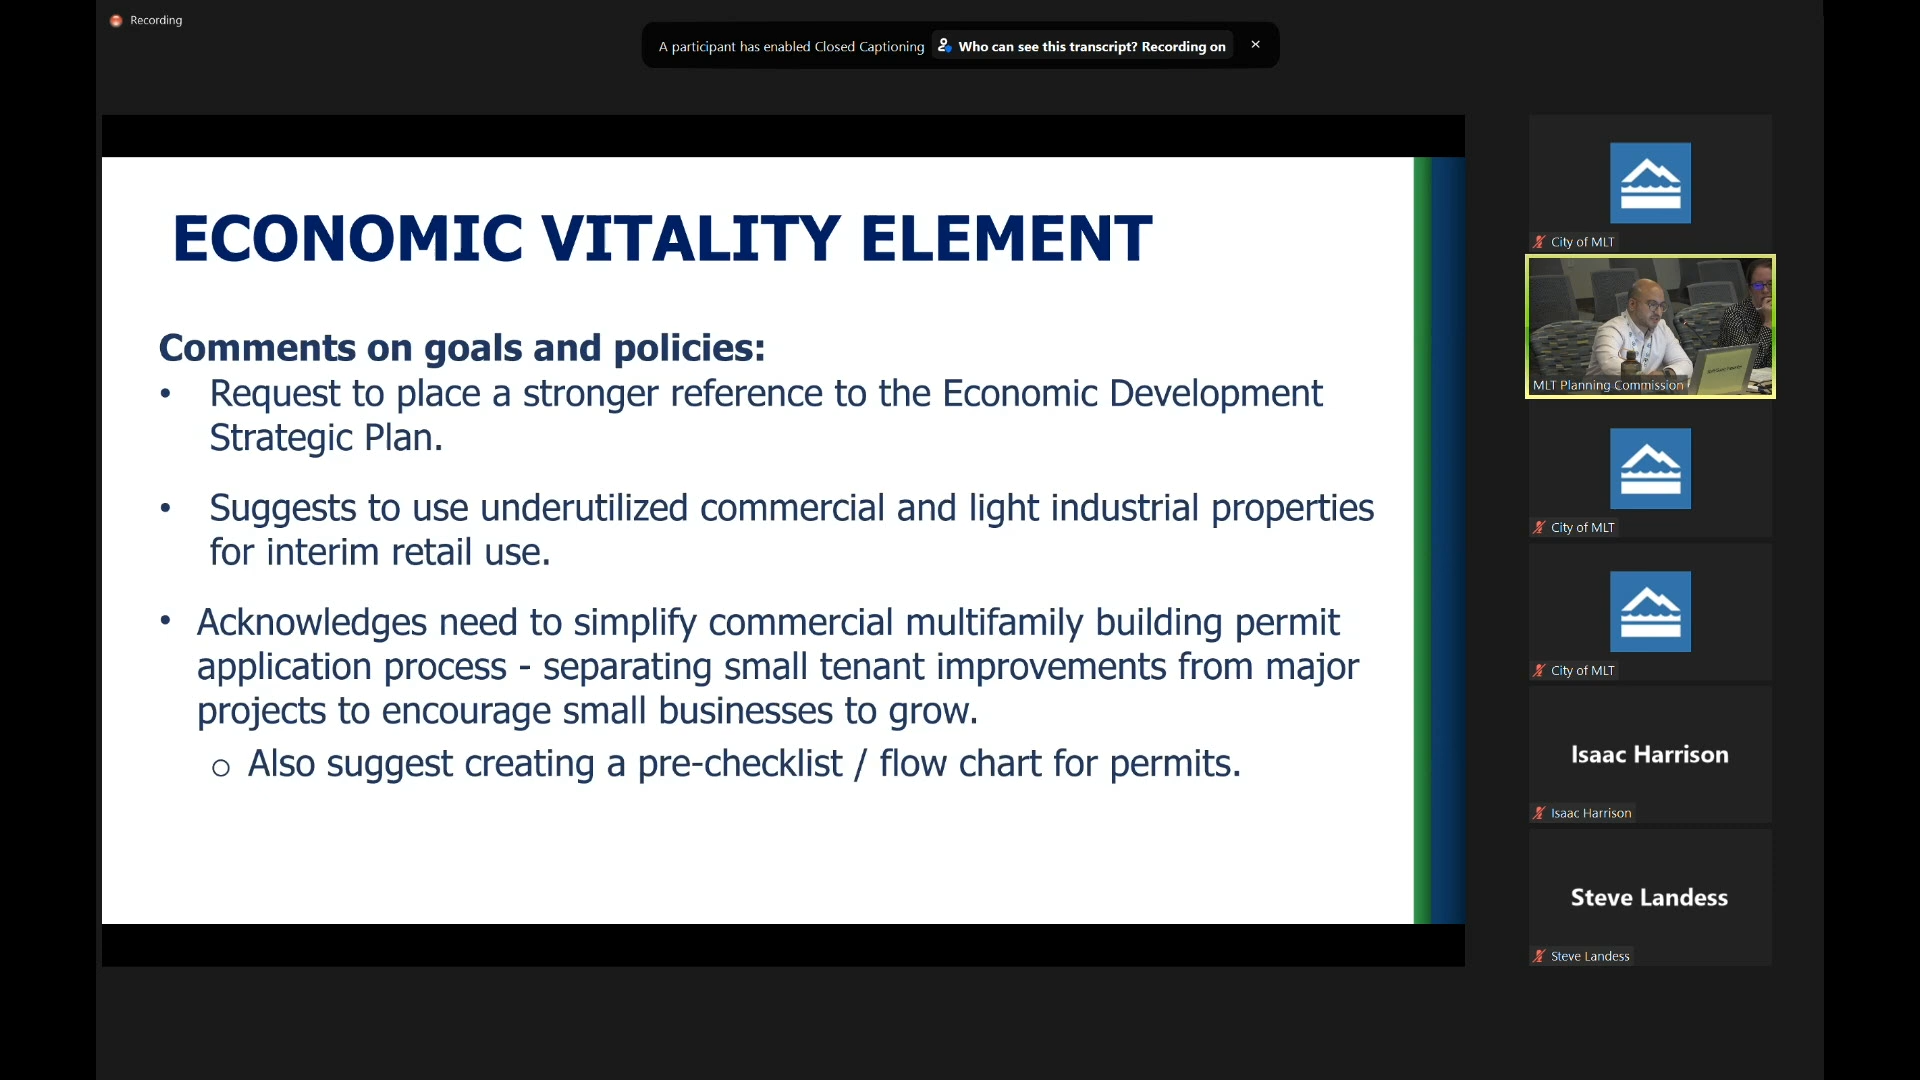 Recording
A participant has enabled Closed Captioning Who can see this transcript? Recording on ×
ECONOMIC VITALITY ELEMENT
Comments on goals and policies:
• Request to place a stronger reference to the Economic Development
Strategic Plan.
• Suggests to use underutilized commercial and light industrial properties
for interim retail use.
• Acknowledges need to simplify commercial multifamily building permit
application process - separating small tenant improvements from major
projects to encourage small businesses to grow.
o Also suggest creating a pre-checklist / flow chart for permits.
City of MLT
MLT Planning Commission
City of MLT
City of MLT
Isaac Harrison
Isaac Harrison
Steve Landess
Steve Landess